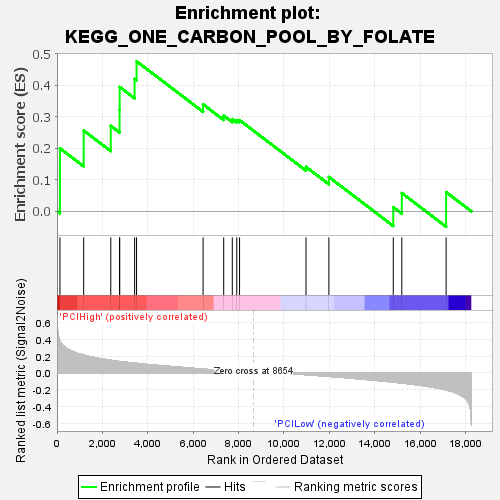 Enrichment plot:
KEGG_ONE_CARBON_POOL_BY_FOLATE
Enrichment score (ES)
0.5
0.4
0.3
0.2
0.1
0.0
'PCIHigh' (positively correlated)
Ranked list metric (Signal2Noise)
0.6
0.4
0.2
0.0
-0.2
-0.4
-0.6
Zero cross at 8654
'PCILow' (negatively correlated)
0 2,000 4,000 6,000 8,000 10,000 12,000 14,000 16,000 18,000
Rank in Ordered Dataset
Enrichment profile Hits Ranking metric scores